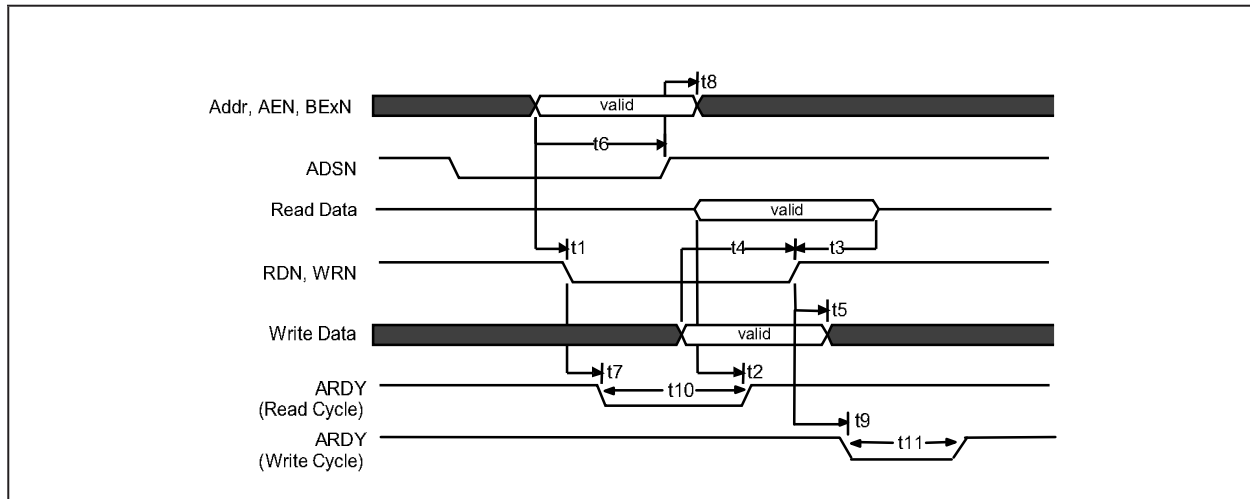 t8
Addr, AEN, BExN
valid
t6
ADSN
Read Data
valid
t1
t4
t3
RDN, WRN
t5
Write Data
valid
t7
t2
ARDY
t10
(Read Cycle)
t9
ARDY
t11
(Write Cycle)